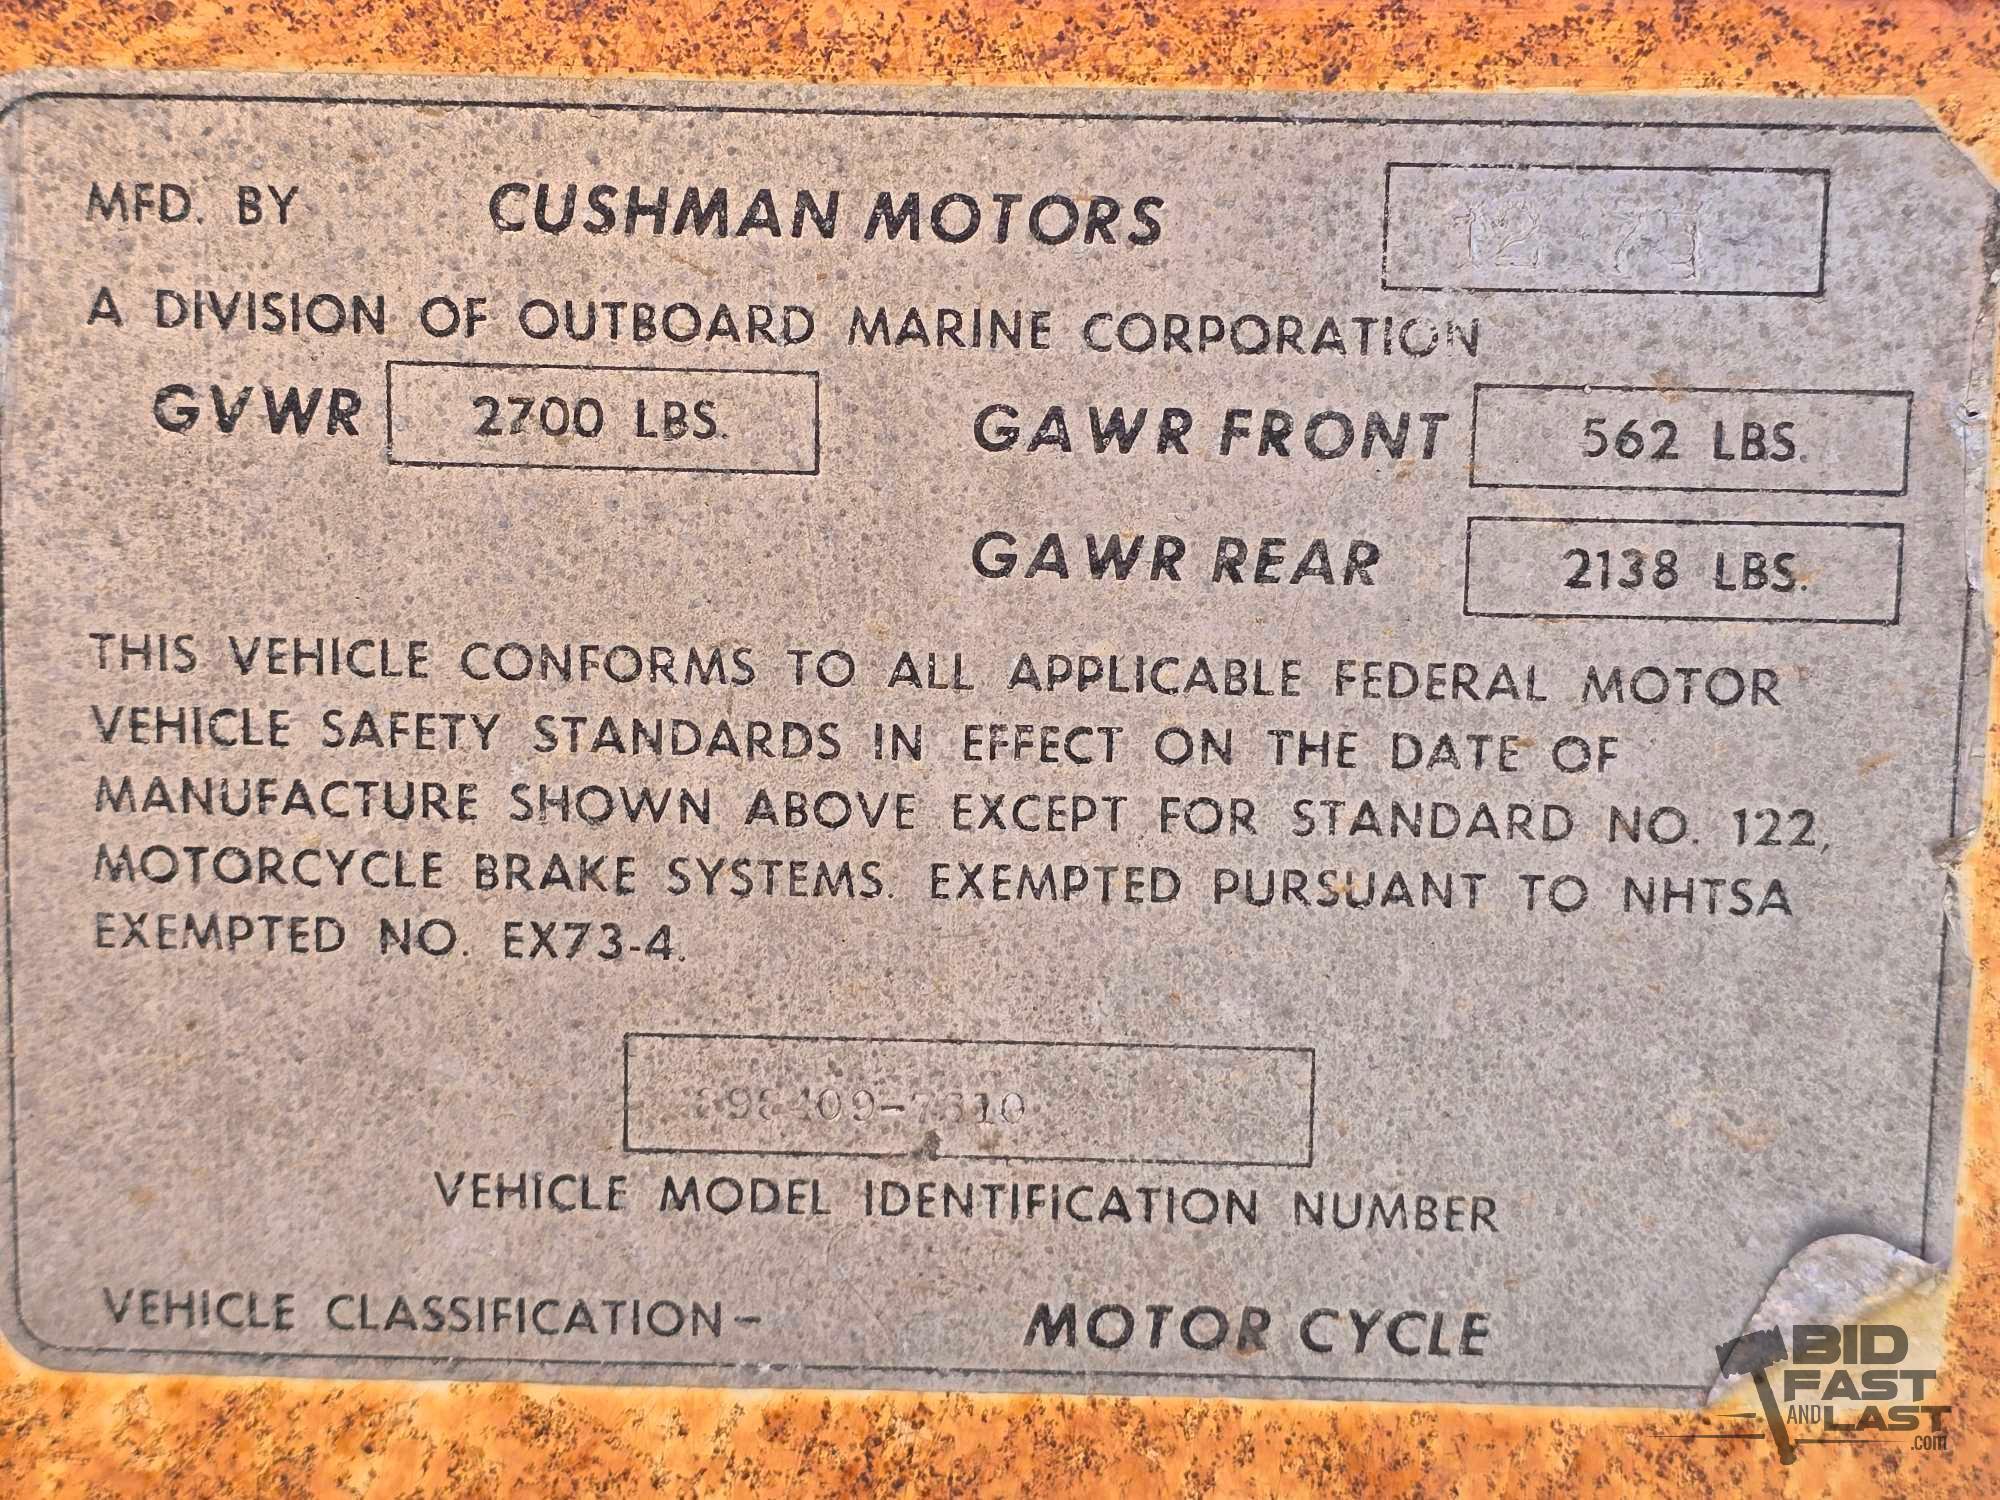 MFD. BY CUSHMAN MOTORS
A DIVISION OF OUTBOARD MARINE CORPORATION
GVWR 2700 LBS. GAWR FRONT 562 LBS.
GAWR REAR 2138 LBS.
THIS VEHICLE CONFORMS TO ALL APPLICABLE FEDERAL MOTOR
VEHICLE SAFETY STANDARDS IN EFFECT ON THE DATE OF
MANUFACTURE SHOWN ABOVE EXCEPT FOR STANDARD NO. 122,
MOTORCYCLE BRAKE SYSTEMS. EXEMPTED PURSUANT TO NHTSA
EXEMPTED NO. EX73-4.
VEHICLE MODEL IDENTIFICATION NUMBER
VEHICLE CLASSIFICATION- MOTOR CYCLE
BID
FAST
AND LAST
.com